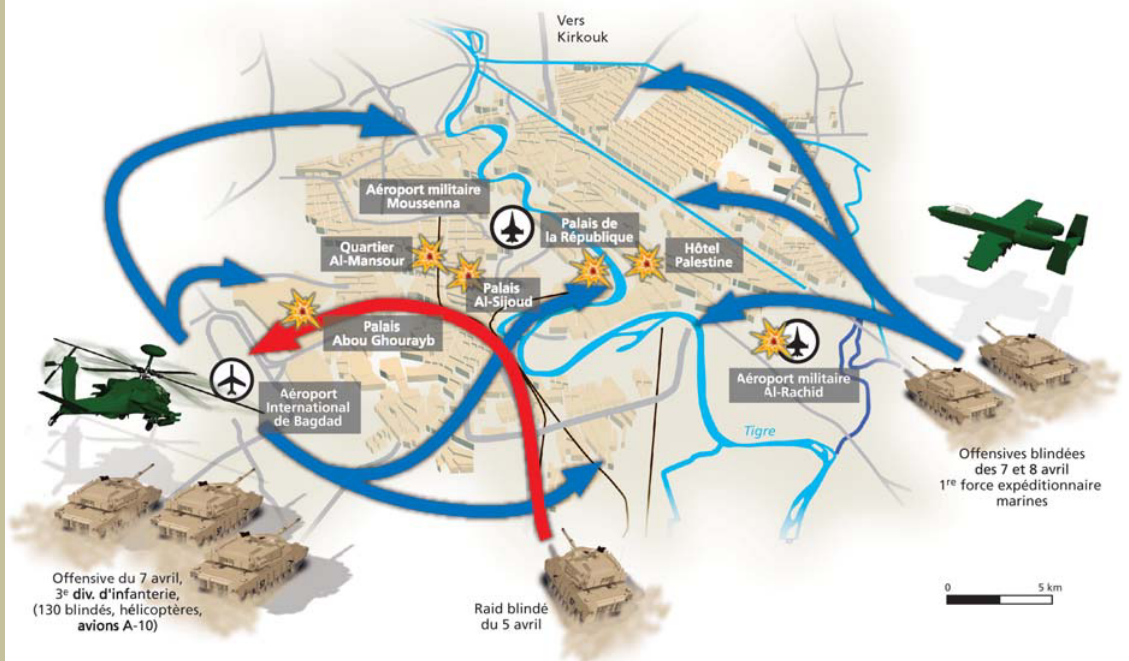 Vers
Kirkouk
Aéroport militaire
Moussenna
Palais de
la République
Quartier
Al-Mansour
Hôtel
Palestine
Palais
Al-Sijoud
Palais
Abou Ghourayb
Aéroport
International
de Bagdad
Aéroport militaire
Al-Rachid
Tigre
Offensives blindées
des 7 et 8 avril
1re force expéditionnaire
marines
Offensive du 7 avril,
3e div. d'infanterie,
(130 blindés, hélicoptères,
avions A-10)
Raid blindé
du 5 avril
0 5 km